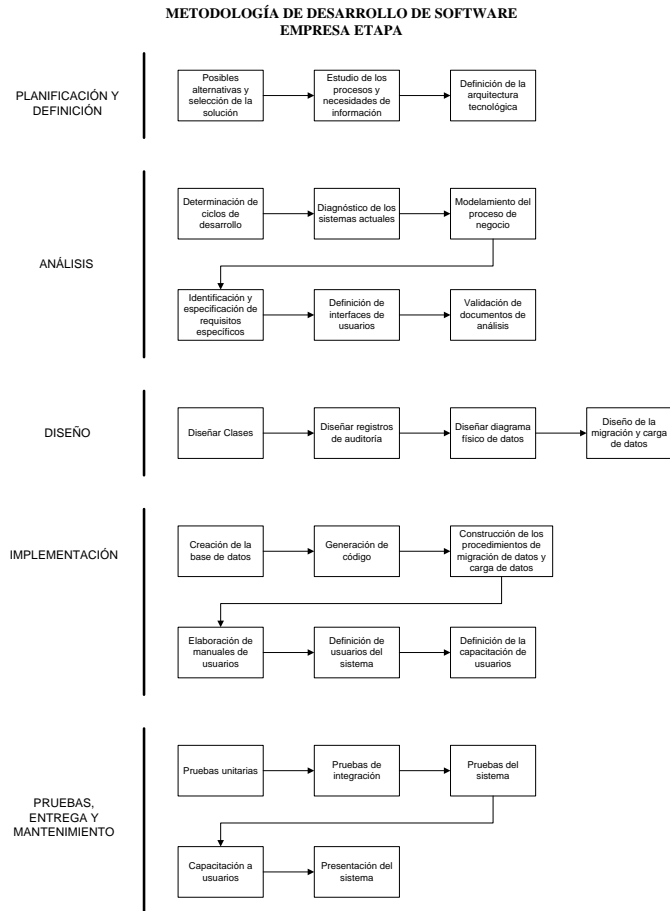 METODOLOGÍA DE DESARROLLO DE SOFTWARE
EMPRESA ETAPA
PLANIFICACIÓN Y
DEFINICIÓN
Posibles
alternativas y
selección de la
solución
Estudio de los
procesos y
necesidades de
información
Definición de la
arquitectura
tecnológica
ANÁLISIS
Determinación de
ciclos de
desarrollo
Diagnóstico de los
sistemas actuales
Modelamiento del
proceso de
negocio
Identificación y
especificación de
requisitos
específicos
Definición de
interfaces de
usuarios
Validación de
documentos de
análisis
DISEÑO
Diseñar Clases
Diseñar registros
de auditoría
Diseñar diagrama
físico de datos
Diseño de la
migración y carga
de datos
IMPLEMENTACIÓN
Creación de la
base de datos
Generación de
código
Construcción de los
procedimientos de
migración de datos y
carga de datos
Elaboración de
manuales de
usuarios
Definición de
usuarios del
sistema
Definición de la
capacitación de
usuarios
PRUEBAS,
ENTREGA Y
MANTENIMIENTO
Pruebas unitarias
Pruebas de
integración
Pruebas del
sistema
Capacitación a
usuarios
Presentación del
sistema